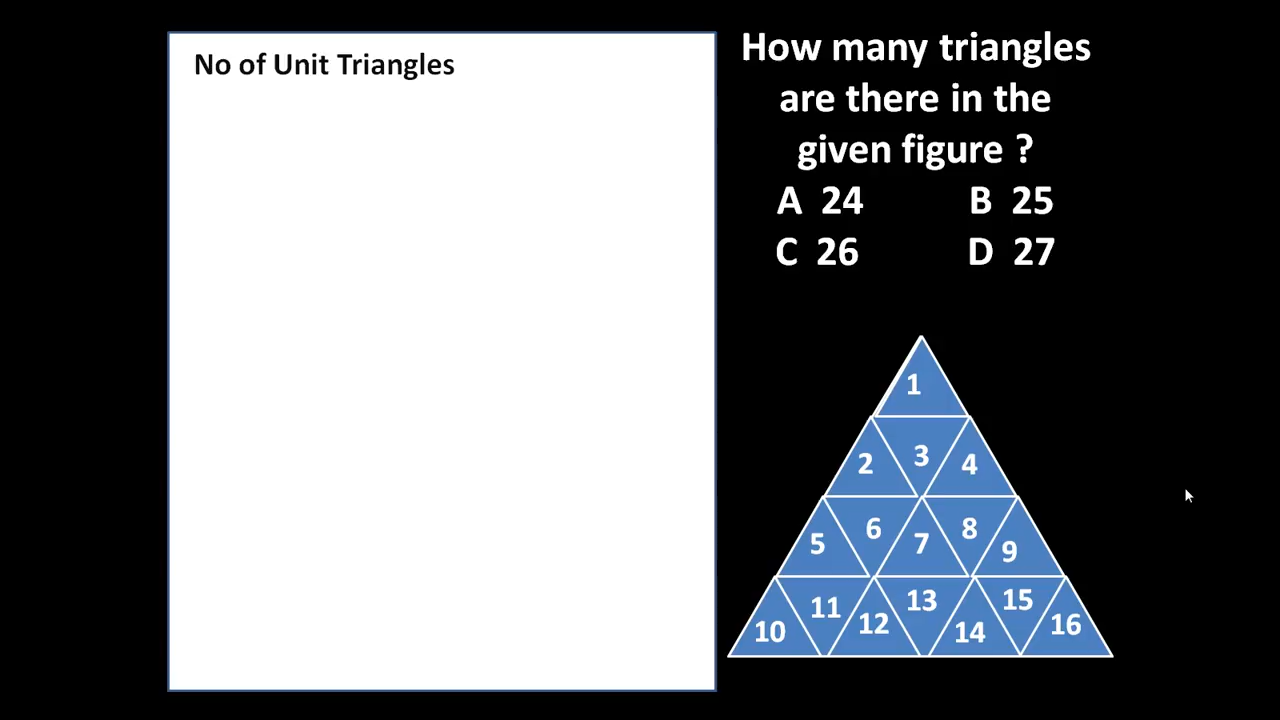 No of Unit Triangles
How many triangles
are there in the
given figure ?
A 24 B 25
C 26 D 27
1
2 3 4
5 6 7 8 9
10 11 12 13 14 15 16